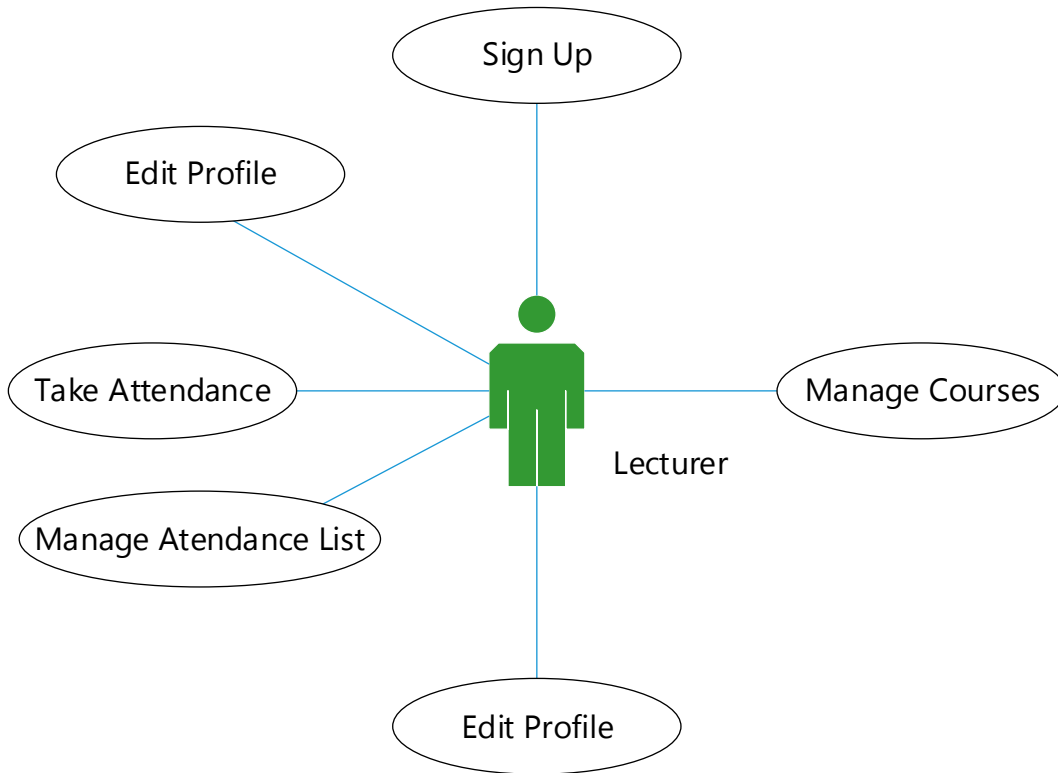 Sign Up
Edit Profile
Take Attendance
Manage Courses
Lecturer
Manage Atendance List
Edit Profile